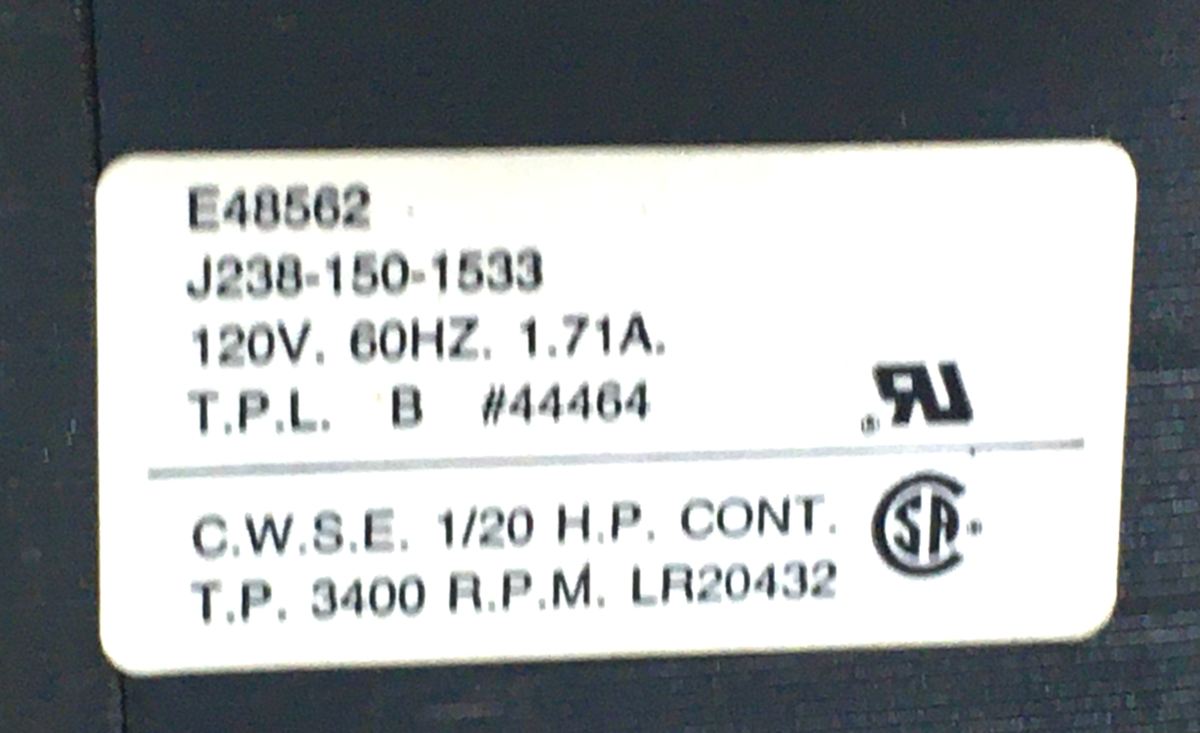 E48562
J238-150-1533
120V. 60HZ. 1.71A.
T.P.L. B #44464
C.W.S.E. 1/20 H.P. CONT.
T.P. 3400 R.P.M. LR20432